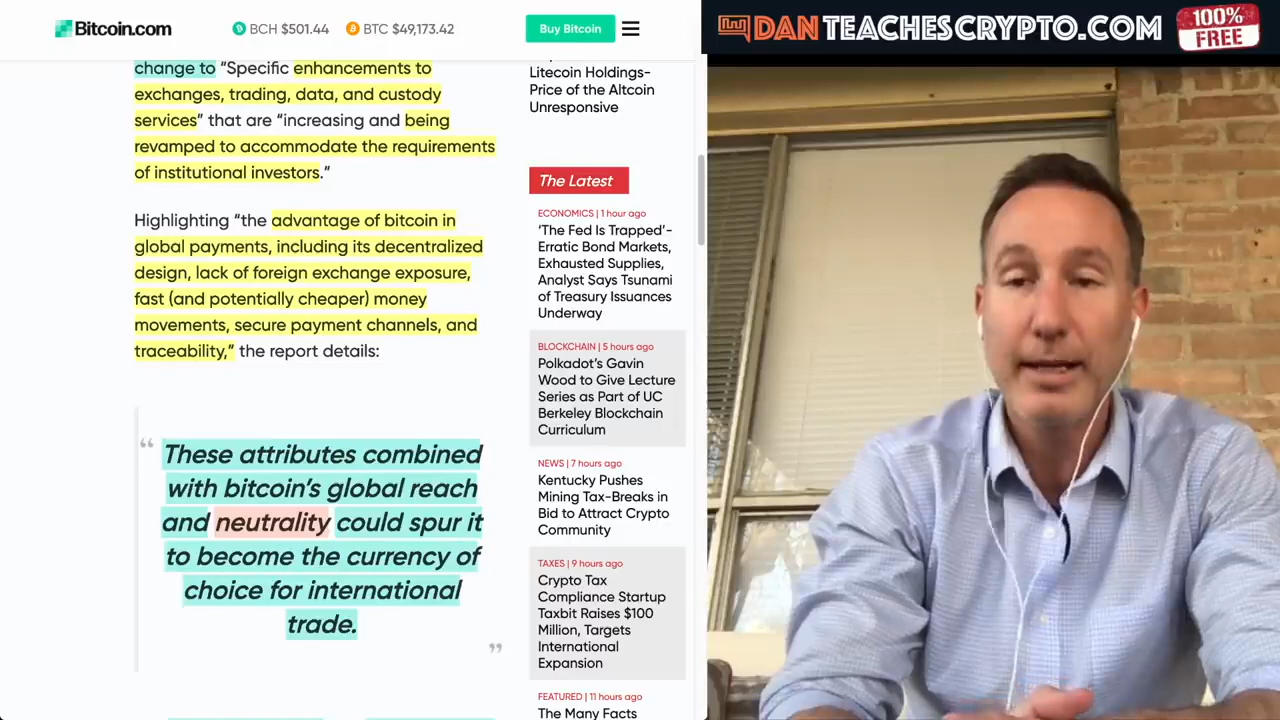 Bitcoin.com
BCH $501.44
BTC $49,173.42
Buy Bitcoin
DANTEACHESCRYPTO.COM
100%
FREE
change to “Specific enhancements to
exchanges, trading, data, and custody
services” that are “increasing and being
revamped to accommodate the requirements
of institutional investors.”
Highlighting “the advantage of bitcoin in
global payments, including its decentralized
design, lack of foreign exchange exposure,
fast (and potentially cheaper) money
movements, secure payment channels, and
traceability,” the report details:
“ These attributes combined
with bitcoin’s global reach
and neutrality could spur it
to become the currency of
choice for international
trade.
”
Litecoin Holdings-
Price of the Altcoin
Unresponsive
The Latest
ECONOMICS | 1 hour ago
‘The Fed Is Trapped’-
Erratic Bond Markets,
Exhausted Supplies,
Analyst Says Tsunami
of Treasury Issuances
Underway
BLOCKCHAIN | 5 hours ago
Polkadot’s Gavin
Wood to Give Lecture
Series as Part of UC
Berkeley Blockchain
Curriculum
NEWS | 7 hours ago
Kentucky Pushes
Mining Tax-Breaks in
Bid to Attract Crypto
Community
TAXES | 9 hours ago
Crypto Tax
Compliance Startup
Taxbit Raises $100
Million, Targets
International
Expansion
FEATURED | 11 hours ago
The Many Facts